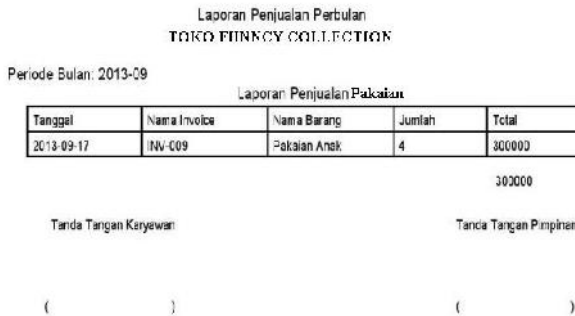 Laporan Penjualan Perbulan
TOKO FUNNCY COLLECTION
Periode Bulan: 2013-09
Laporan Penjualan Pakaian
Tanggal Nama Invoice Nama Barang Jumlah Total
2013-09-17 INV-009 Pakaian Anak 4 300000
300000
Tanda Tangan Karyawan Tanda Tangan Pimpinan
( ) ( )